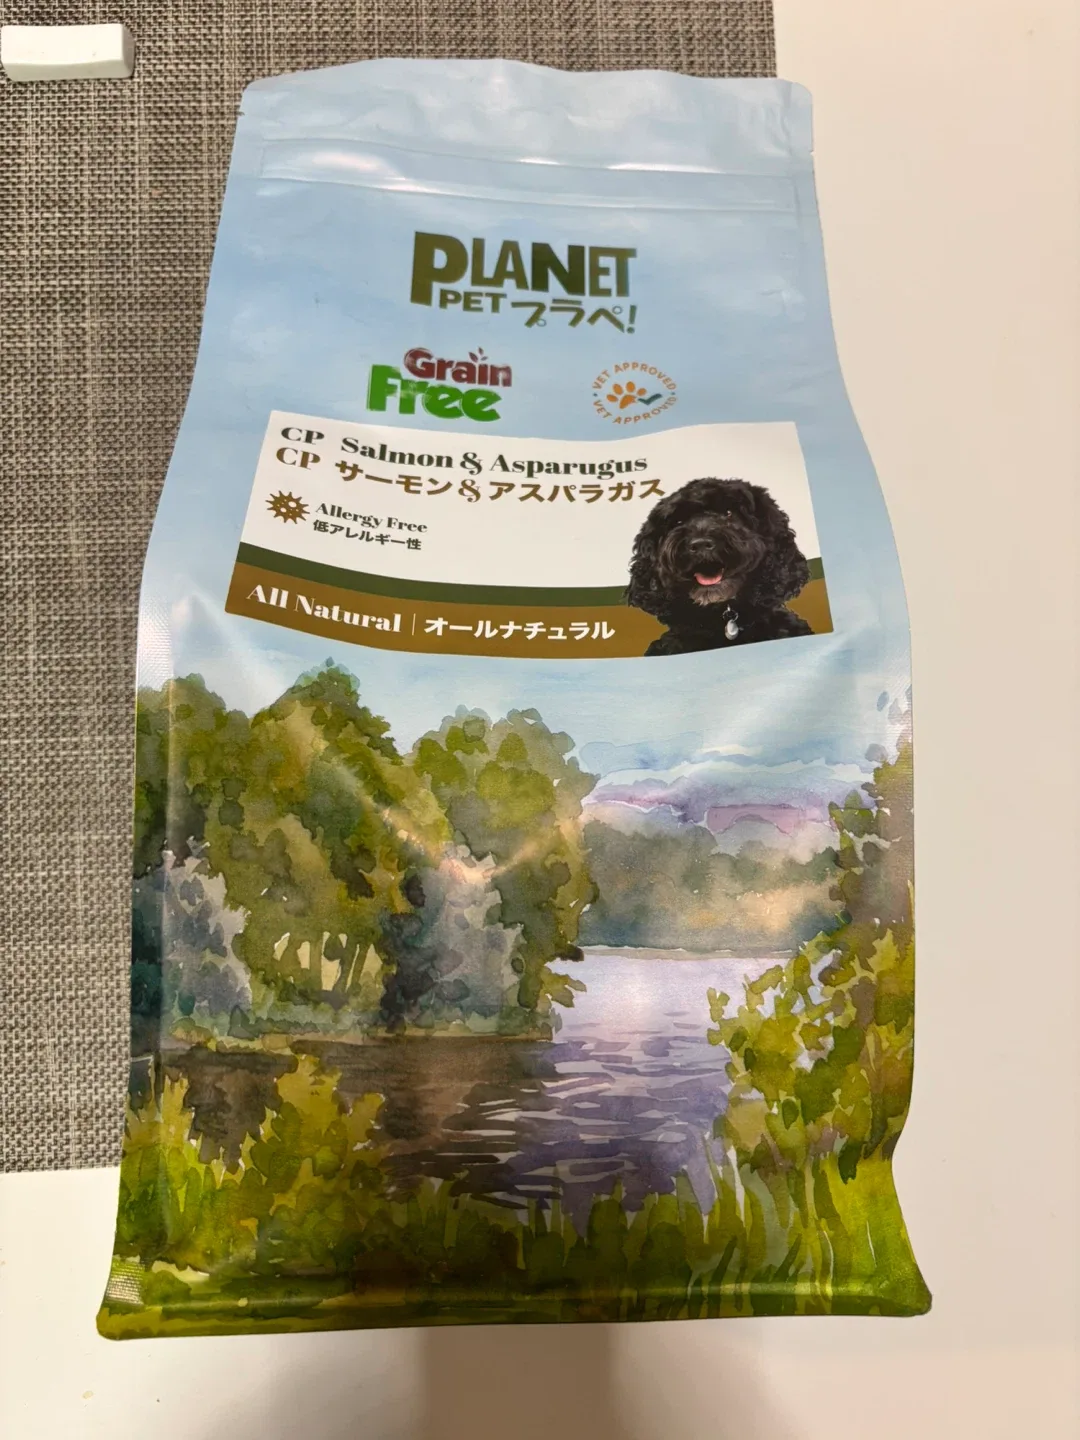 PLANET
PET プラペ!
Grain
Free
VET APPROVED
VET APPROVED
CP Salmon & Asparugus
CP サーモン&アスパラガス
Allergy Free
低アレルギー性
All Natural | オールナチュラル